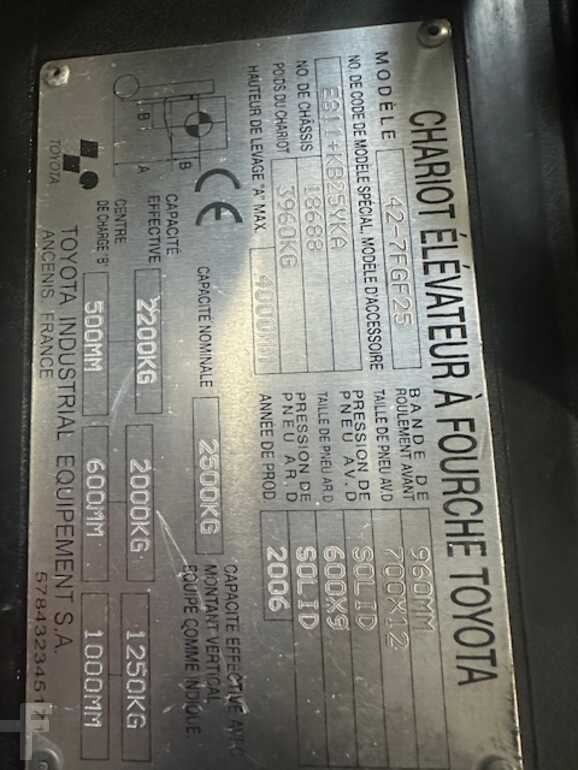 CHARIOT ÉLÉVATEUR À FOURCHE TOYOTA
MODÈLE 42-7FGF25
NO. DE CODE DE MODÈLE SPÉCIAL, MODÈLE D'ACCESSOIRE
NO. DE CHÂSSIS 18688
POIDS DU CHARIOT 3960KG
HAUTEUR DE LEVAGE "A" MAX. 4000MM
BANDE DE ROULEMENT AVANT 960MM
TAILLE DE PNEU AV.D 700X12
PRESSION DE PNEU AV.D SOLID
TAILLE DE PNEU AR.D 600X9
PRESSION DE PNEU AR.D SOLID
ANNÉE DE PROD. 2006
B
A
B
CE
CAPACITÉ NOMINALE 2500KG
CAPACITÉ EFFECTIVE AVEC
MONTANT VERTICAL
EQUIPÉ COMME INDIQUÉ.
CAPACITÉ EFFECTIVE 2200KG 2000KG 1250KG
CENTRE DE CHARGE "B" 500MM 600MM 1000MM
TOYOTA
TOYOTA INDUSTRIAL EQUIPEMENT S.A.
ANCENIS, FRANCE